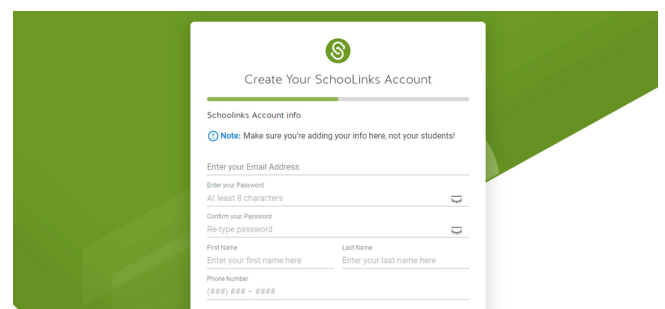 Create Your SchooLinks Account
Schoolinks Account info
Note: Make sure you're adding your info here, not your students!
Enter your Email Address
Enter your Password
At least 8 characters
Confirm your Password
Re-type password
First Name Last Name
Enter your first name here Enter your last name here
Phone Number
(###) ### – ####